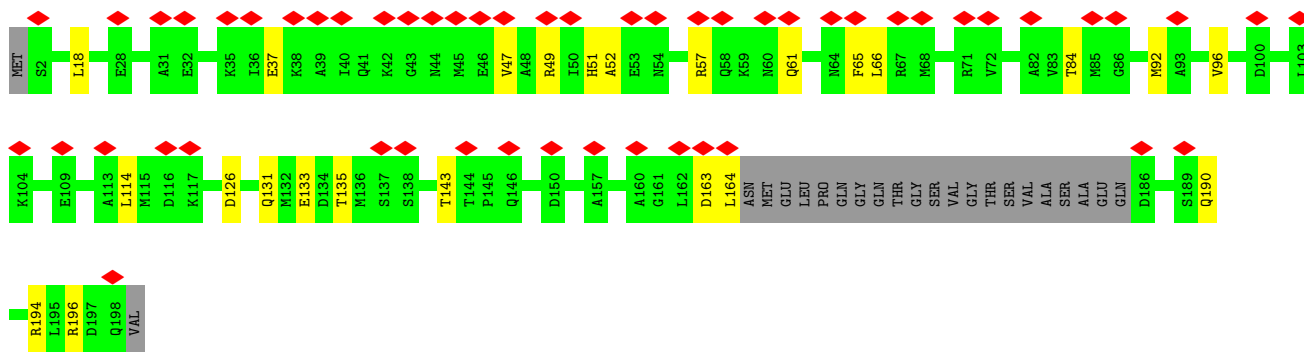 MET S2 L18 E28 A31 E32 K35 I36 E37 K38 A39 I40 Q41 K42 G43 N44 M45 E46 V47 A48 R49 I50 H51 A52 E53 N54 R57 Q58 K59 N60 Q61 N64 F65 L66 R67 M68 R71 V72 A82 V83 T84 M85 G86 M92 A93 V96 D100 L103
K104 E109 A113 L114 M115 D116 K117 D126 Q131 M132 E133 D134 T135 M136 S137 S138 T143 T144 P145 Q146 D150 A157 A160 G161 L162 D163 L164 ASN MET GLU LEU PRO GLN GLY GLN THR GLY SER VAL GLY THR SER VAL ALA SER ALA GLU GLN D186 S189 Q190
R194 L195 R196 D197 Q198 VAL